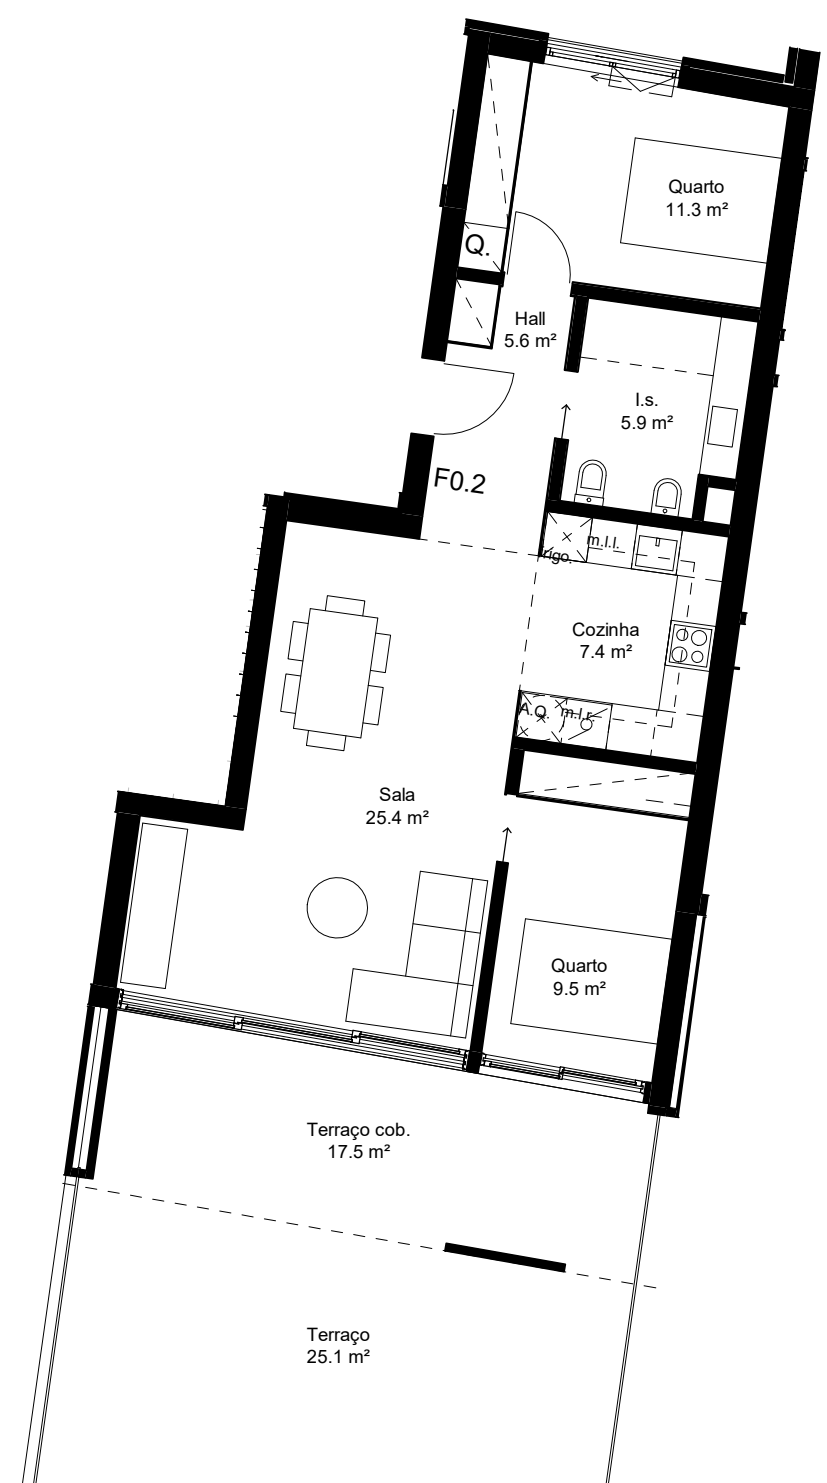 Quarto
11.3 m²
Q.
Hall
5.6 m²
I.s.
5.9 m²
F0.2
m.l.l.
frigo.
Cozinha
7.4 m²
A.Q.
m.l.r.
Sala
25.4 m²
Quarto
9.5 m²
Terraço cob.
17.5 m²
Terraço
25.1 m²